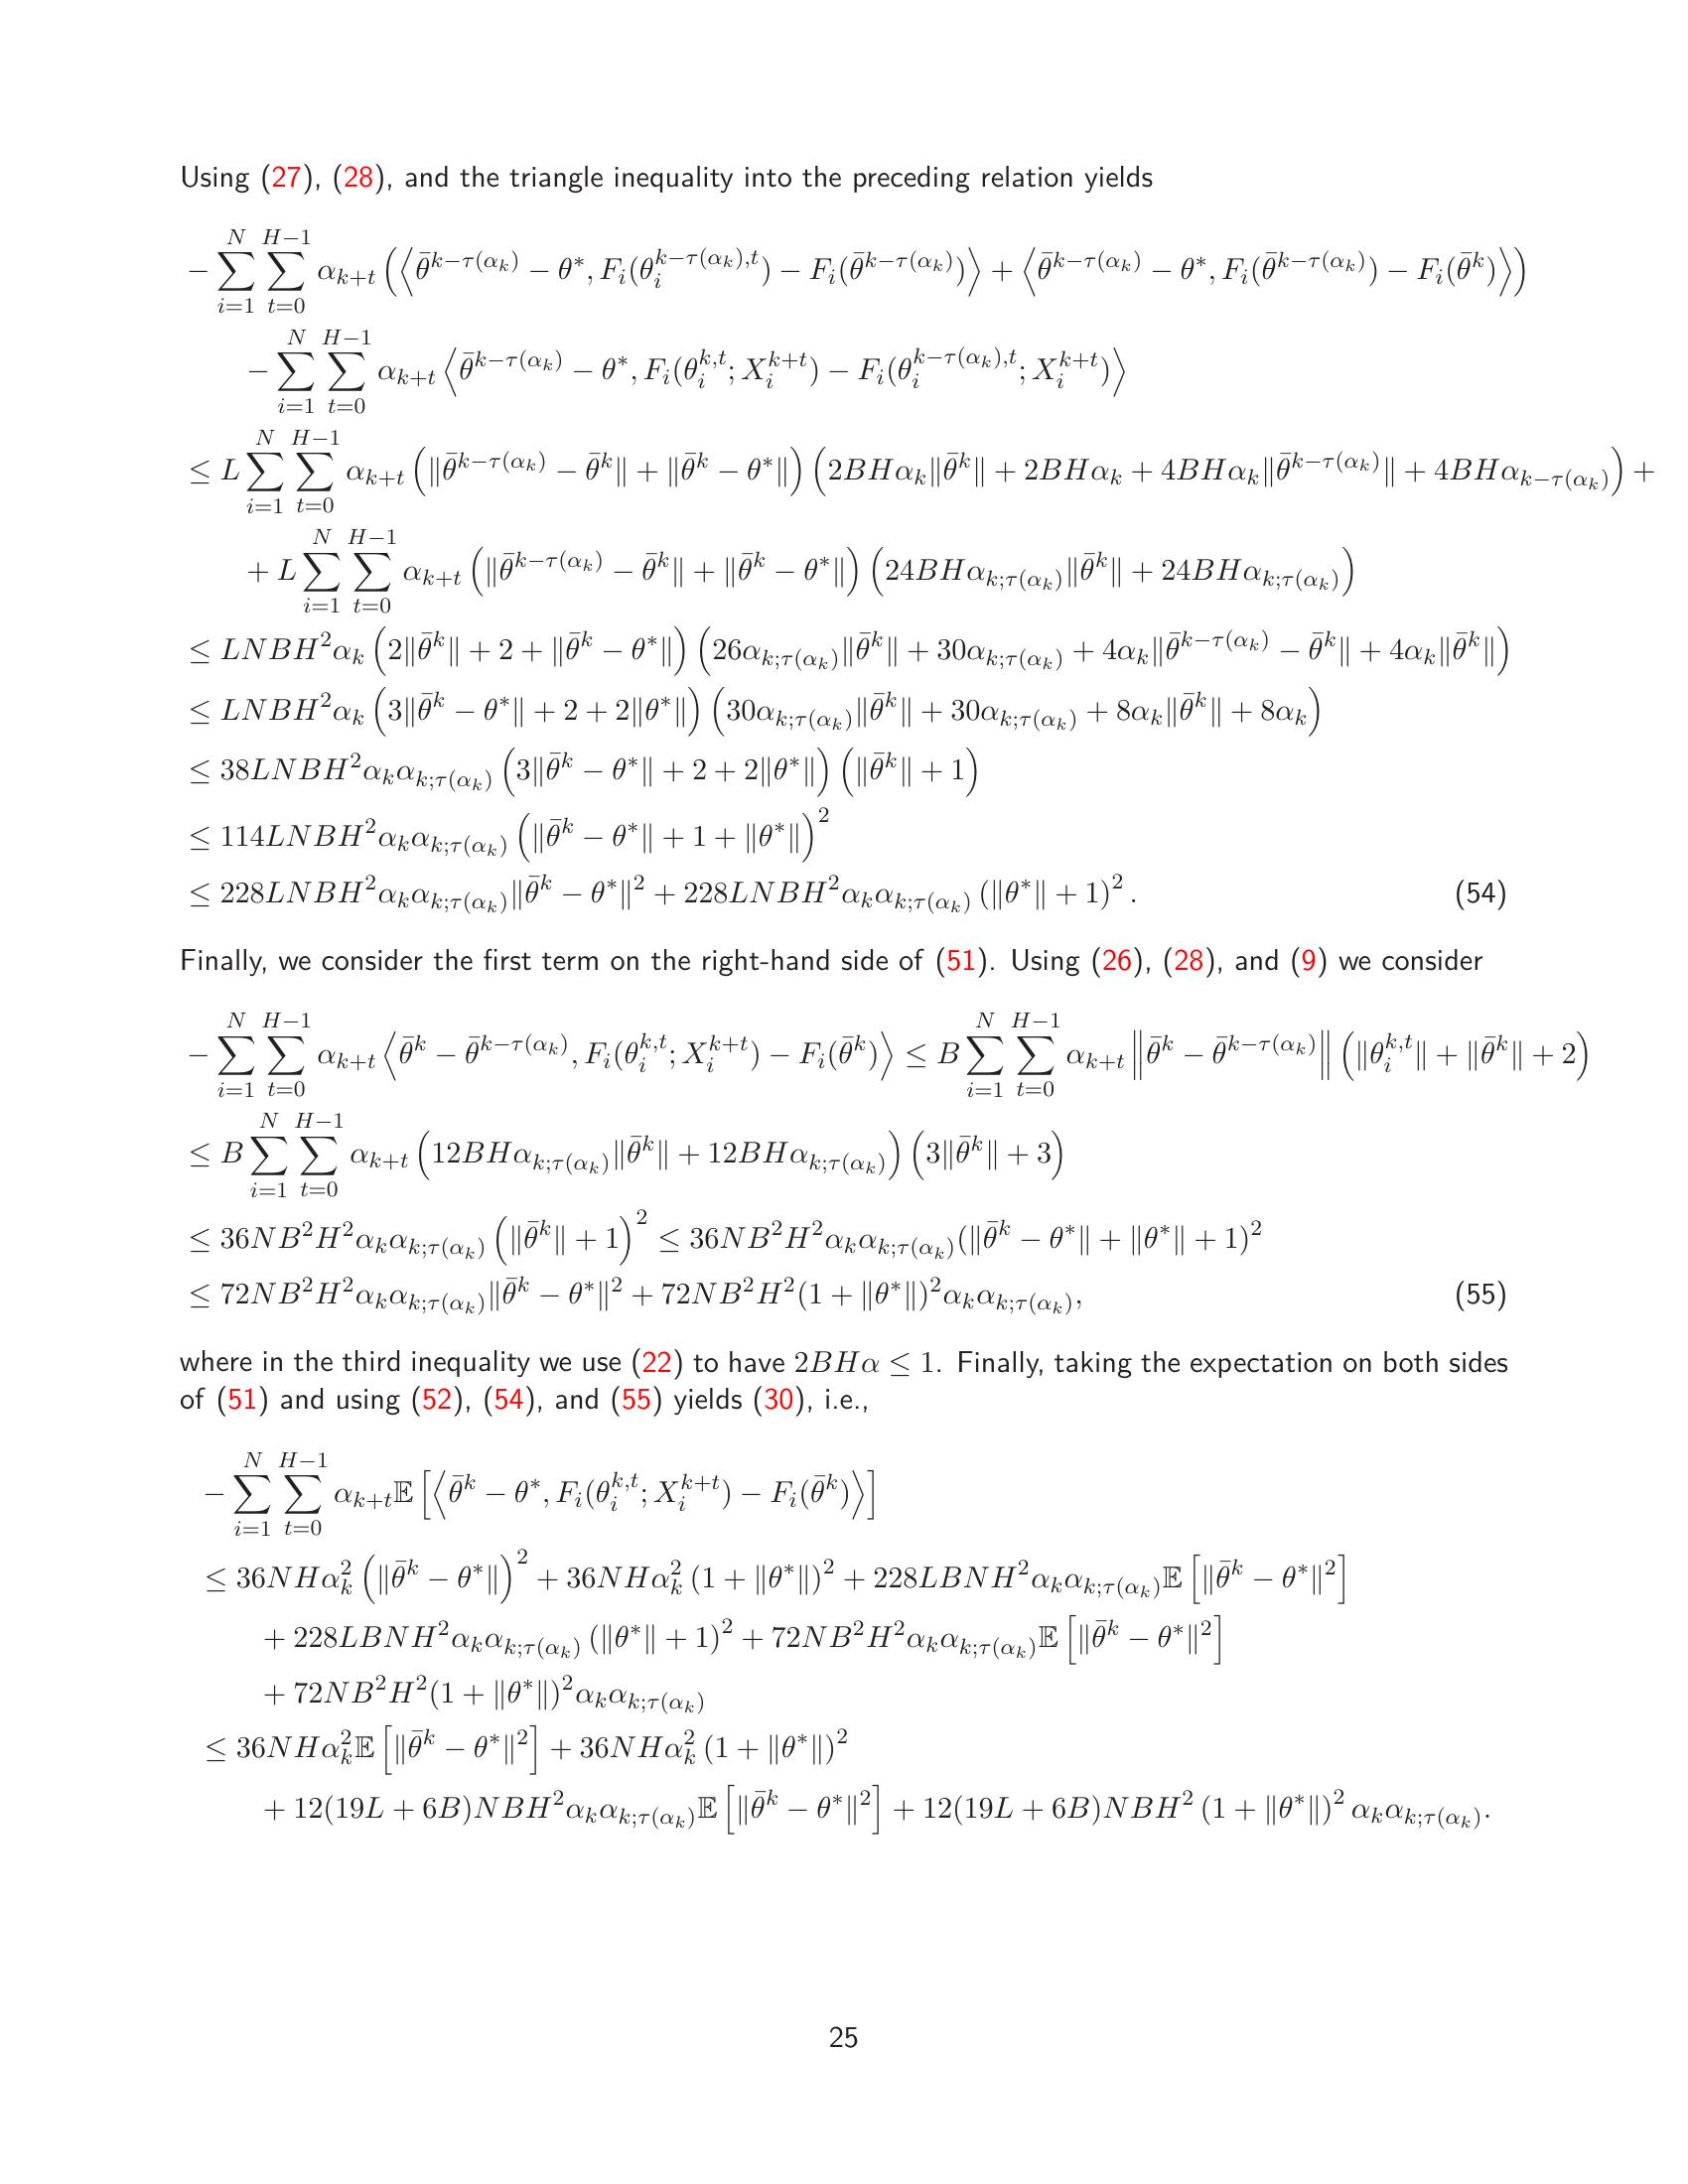 Using (27), (28), and the triangle inequality into the preceding relation yields
$-\sum_{i=1}^{N}\sum_{t=0}^{H-1}\alpha_{k+t}\left(\left\langle\bar{\theta}^{k-\tau(\alpha_k)}-\theta^*, F_i(\theta_i^{k-\tau(\alpha_k),t})-F_i(\bar{\theta}^{k-\tau(\alpha_k)})\right\rangle+\left\langle\bar{\theta}^{k-\tau(\alpha_k)}-\theta^*, F_i(\bar{\theta}^{k-\tau(\alpha_k)})-F_i(\bar{\theta}^k)\right\rangle\right)$
$-\sum_{i=1}^{N}\sum_{t=0}^{H-1}\alpha_{k+t}\left\langle\bar{\theta}^{k-\tau(\alpha_k)}-\theta^*, F_i(\theta_i^{k,t};X_i^{k+t})-F_i(\theta_i^{k-\tau(\alpha_k),t};X_i^{k+t})\right\rangle$
$\leq L\sum_{i=1}^{N}\sum_{t=0}^{H-1}\alpha_{k+t}\left(\|\bar{\theta}^{k-\tau(\alpha_k)}-\bar{\theta}^k\|+\|\bar{\theta}^k-\theta^*\|\right)\left(2BH\alpha_k\|\bar{\theta}^k\|+2BH\alpha_k+4BH\alpha_k\|\bar{\theta}^{k-\tau(\alpha_k)}\|+4BH\alpha_{k-\tau(\alpha_k)}\right)+$
$+L\sum_{i=1}^{N}\sum_{t=0}^{H-1}\alpha_{k+t}\left(\|\bar{\theta}^{k-\tau(\alpha_k)}-\bar{\theta}^k\|+\|\bar{\theta}^k-\theta^*\|\right)\left(24BH\alpha_{k;\tau(\alpha_k)}\|\bar{\theta}^k\|+24BH\alpha_{k;\tau(\alpha_k)}\right)$
$\leq LNBH^2\alpha_k\left(2\|\bar{\theta}^k\|+2+\|\bar{\theta}^k-\theta^*\|\right)\left(26\alpha_{k;\tau(\alpha_k)}\|\bar{\theta}^k\|+30\alpha_{k;\tau(\alpha_k)}+4\alpha_k\|\bar{\theta}^{k-\tau(\alpha_k)}-\bar{\theta}^k\|+4\alpha_k\|\bar{\theta}^k\|\right)$
$\leq LNBH^2\alpha_k\left(3\|\bar{\theta}^k-\theta^*\|+2+2\|\theta^*\|\right)\left(30\alpha_{k;\tau(\alpha_k)}\|\bar{\theta}^k\|+30\alpha_{k;\tau(\alpha_k)}+8\alpha_k\|\bar{\theta}^k\|+8\alpha_k\right)$
$\leq 38LNBH^2\alpha_k\alpha_{k;\tau(\alpha_k)}\left(3\|\bar{\theta}^k-\theta^*\|+2+2\|\theta^*\|\right)\left(\|\bar{\theta}^k\|+1\right)$
$\leq 114LNBH^2\alpha_k\alpha_{k;\tau(\alpha_k)}\left(\|\bar{\theta}^k-\theta^*\|+1+\|\theta^*\|\right)^2$
$\leq 228LNBH^2\alpha_k\alpha_{k;\tau(\alpha_k)}\|\bar{\theta}^k-\theta^*\|^2+228LNBH^2\alpha_k\alpha_{k;\tau(\alpha_k)}\left(\|\theta^*\|+1\right)^2.$ (54)
Finally, we consider the first term on the right-hand side of (51). Using (26), (28), and (9) we consider
$-\sum_{i=1}^{N}\sum_{t=0}^{H-1}\alpha_{k+t}\left\langle\bar{\theta}^k-\bar{\theta}^{k-\tau(\alpha_k)}, F_i(\theta_i^{k,t};X_i^{k+t})-F_i(\bar{\theta}^k)\right\rangle\leq B\sum_{i=1}^{N}\sum_{t=0}^{H-1}\alpha_{k+t}\left\|\bar{\theta}^k-\bar{\theta}^{k-\tau(\alpha_k)}\right\|\left(\|\theta_i^{k,t}\|+\|\bar{\theta}^k\|+2\right)$
$\leq B\sum_{i=1}^{N}\sum_{t=0}^{H-1}\alpha_{k+t}\left(12BH\alpha_{k;\tau(\alpha_k)}\|\bar{\theta}^k\|+12BH\alpha_{k;\tau(\alpha_k)}\right)\left(3\|\bar{\theta}^k\|+3\right)$
$\leq 36NB^2H^2\alpha_k\alpha_{k;\tau(\alpha_k)}\left(\|\bar{\theta}^k\|+1\right)^2\leq 36NB^2H^2\alpha_k\alpha_{k;\tau(\alpha_k)}(\|\bar{\theta}^k-\theta^*\|+\|\theta^*\|+1)^2$
$\leq 72NB^2H^2\alpha_k\alpha_{k;\tau(\alpha_k)}\|\bar{\theta}^k-\theta^*\|^2+72NB^2H^2(1+\|\theta^*\|)^2\alpha_k\alpha_{k;\tau(\alpha_k)},$ (55)
where in the third inequality we use (22) to have $2BH\alpha\leq 1$. Finally, taking the expectation on both sides
of (51) and using (52), (54), and (55) yields (30), i.e.,
$-\sum_{i=1}^{N}\sum_{t=0}^{H-1}\alpha_{k+t}\mathbb{E}\left[\left\langle\bar{\theta}^k-\theta^*, F_i(\theta_i^{k,t};X_i^{k+t})-F_i(\bar{\theta}^k)\right\rangle\right]$
$\leq 36NH\alpha_k^2\left(\|\bar{\theta}^k-\theta^*\|\right)^2+36NH\alpha_k^2\left(1+\|\theta^*\|\right)^2+228LBNH^2\alpha_k\alpha_{k;\tau(\alpha_k)}\mathbb{E}\left[\|\bar{\theta}^k-\theta^*\|^2\right]$
$+228LBNH^2\alpha_k\alpha_{k;\tau(\alpha_k)}\left(\|\theta^*\|+1\right)^2+72NB^2H^2\alpha_k\alpha_{k;\tau(\alpha_k)}\mathbb{E}\left[\|\bar{\theta}^k-\theta^*\|^2\right]$
$+72NB^2H^2(1+\|\theta^*\|)^2\alpha_k\alpha_{k;\tau(\alpha_k)}$
$\leq 36NH\alpha_k^2\mathbb{E}\left[\|\bar{\theta}^k-\theta^*\|^2\right]+36NH\alpha_k^2\left(1+\|\theta^*\|\right)^2$
$+12(19L+6B)NBH^2\alpha_k\alpha_{k;\tau(\alpha_k)}\mathbb{E}\left[\|\bar{\theta}^k-\theta^*\|^2\right]+12(19L+6B)NBH^2\left(1+\|\theta^*\|\right)^2\alpha_k\alpha_{k;\tau(\alpha_k)}.$
25